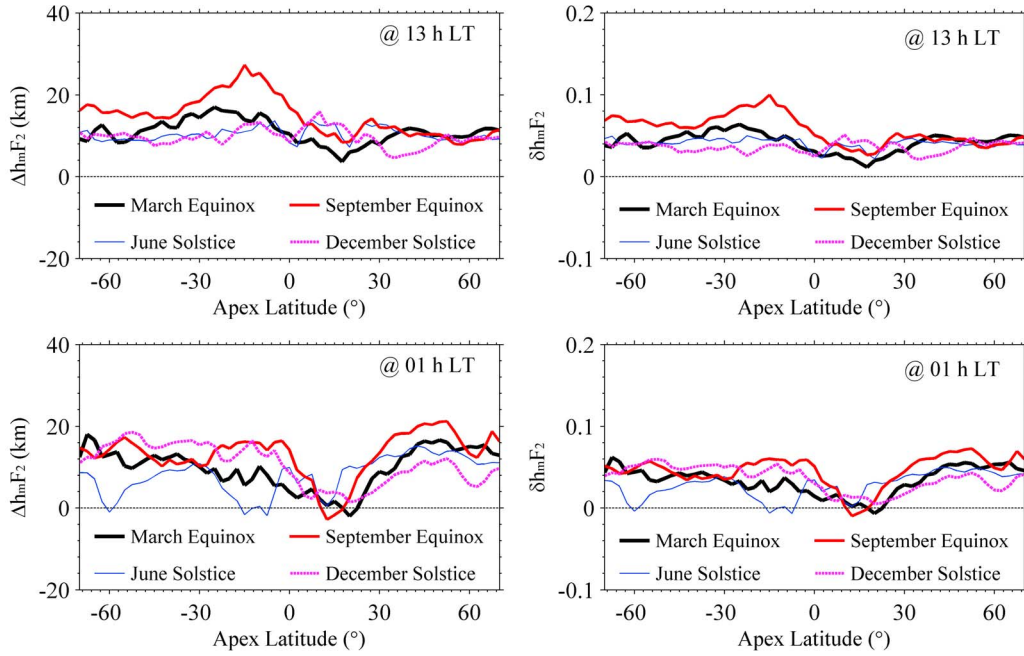 40
20
0
-20
ΔhmF2 (km)
@ 13 h LT
March Equinox
September Equinox
June Solstice
December Solstice
-60
-30
0
30
60
Apex Latitude (°)
0.2
0.1
0
-0.1
δhmF2
@ 13 h LT
March Equinox
September Equinox
June Solstice
December Solstice
-60
-30
0
30
60
Apex Latitude (°)
40
20
0
-20
ΔhmF2 (km)
@ 01 h LT
March Equinox
September Equinox
June Solstice
December Solstice
-60
-30
0
30
60
Apex Latitude (°)
0.2
0.1
0
-0.1
δhmF2
@ 01 h LT
March Equinox
September Equinox
June Solstice
December Solstice
-60
-30
0
30
60
Apex Latitude (°)